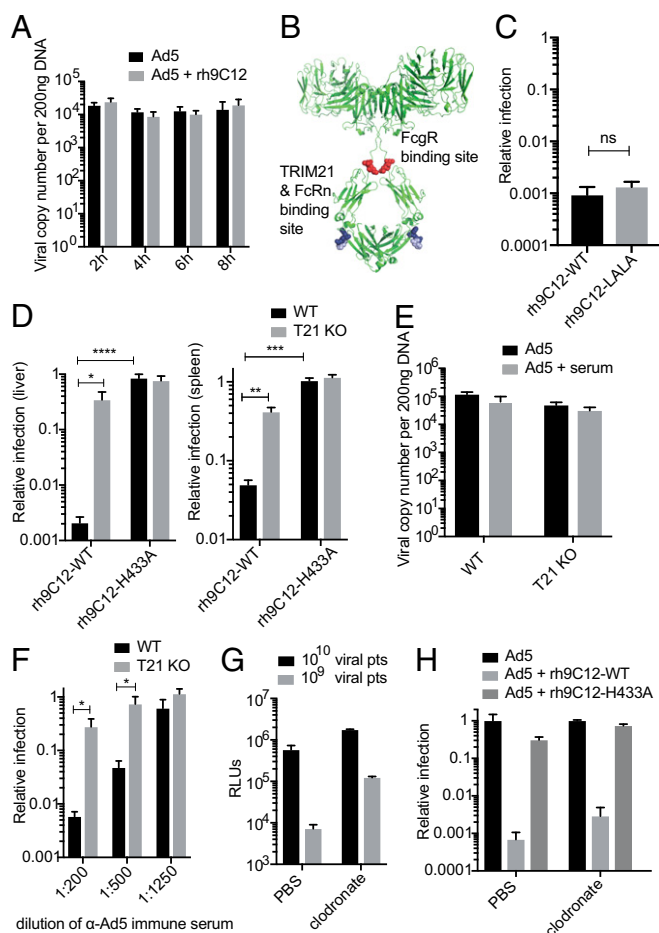 A
Ad5
Ad5 + rh9C12
Viral copy number per 200ng DNA
10^5
10^4
10^3
10^2
10^1
10^0
2h
4h
6h
8h
B
FcgR
binding site
TRIM21
& FcRn
binding
site
C
Relative infection
1
0.1
0.01
0.001
0.0001
ns
rh9C12-WT
rh9C12-LALA
D
WT
T21 KO
Relative infection (liver)
1
0.1
0.01
0.001
****
*
rh9C12-WT
rh9C12-H433A
Relative infection (spleen)
1
0.1
0.01
***
**
rh9C12-WT
rh9C12-H433A
E
Ad5
Ad5 + serum
Viral copy number per 200ng DNA
10^6
10^5
10^4
10^3
10^2
10^1
10^0
WT
T21 KO
F
WT
T21 KO
Relative infection
1
0.1
0.01
0.001
*
*
1:200
1:500
1:1250
dilution of α-Ad5 immune serum
G
10^10 viral pts
10^9 viral pts
RLUs
10^7
10^6
10^5
10^4
10^3
PBS
clodronate
H
Ad5
Ad5 + rh9C12-WT
Ad5 + rh9C12-H433A
Relative infection
1
0.1
0.01
0.001
0.0001
PBS
clodronate